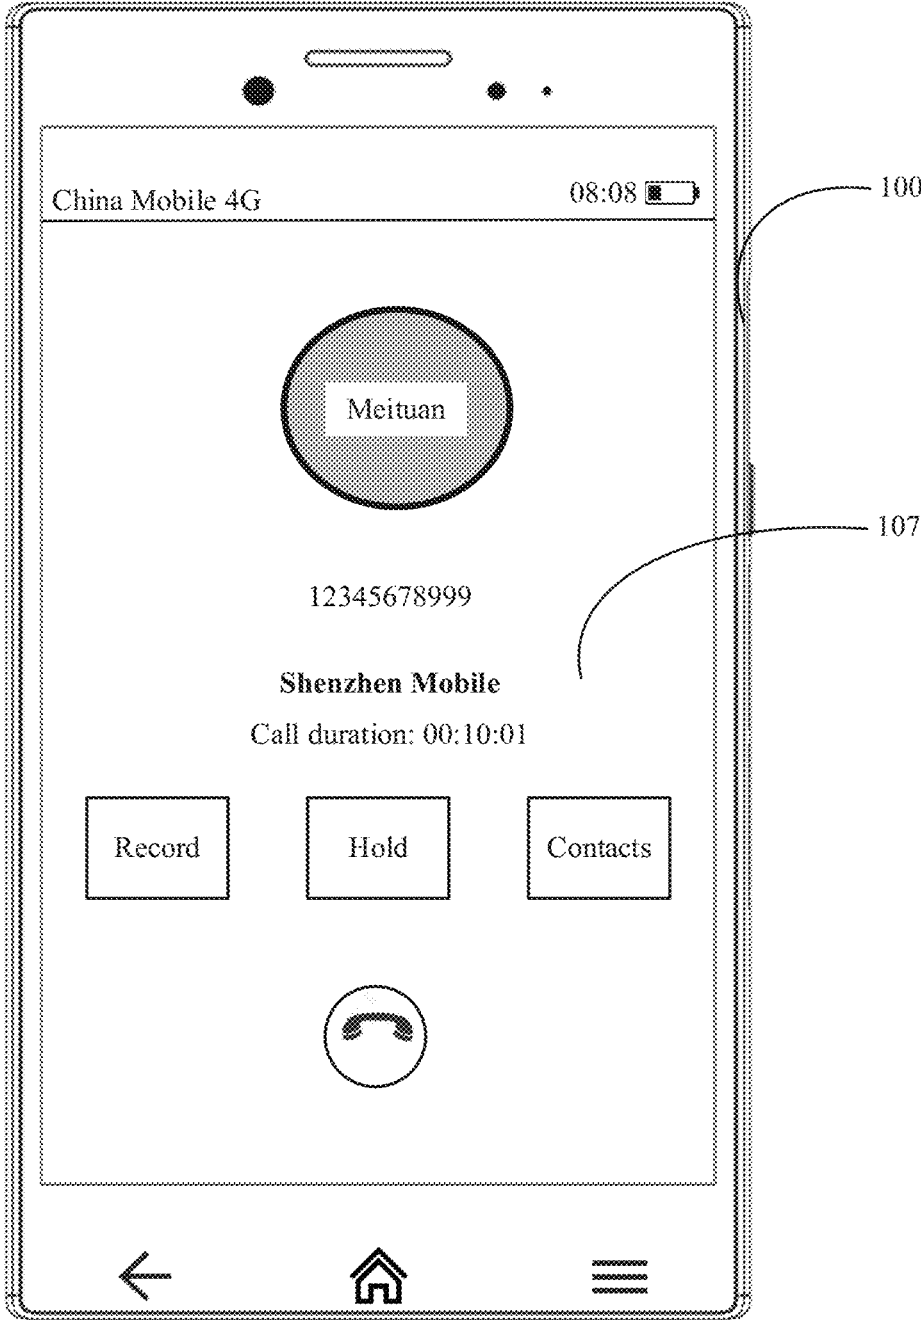 China Mobile 4G 08:08
100
Meituan
107
12345678999
Shenzhen Mobile
Call duration: 00:10:01
Record Hold Contacts